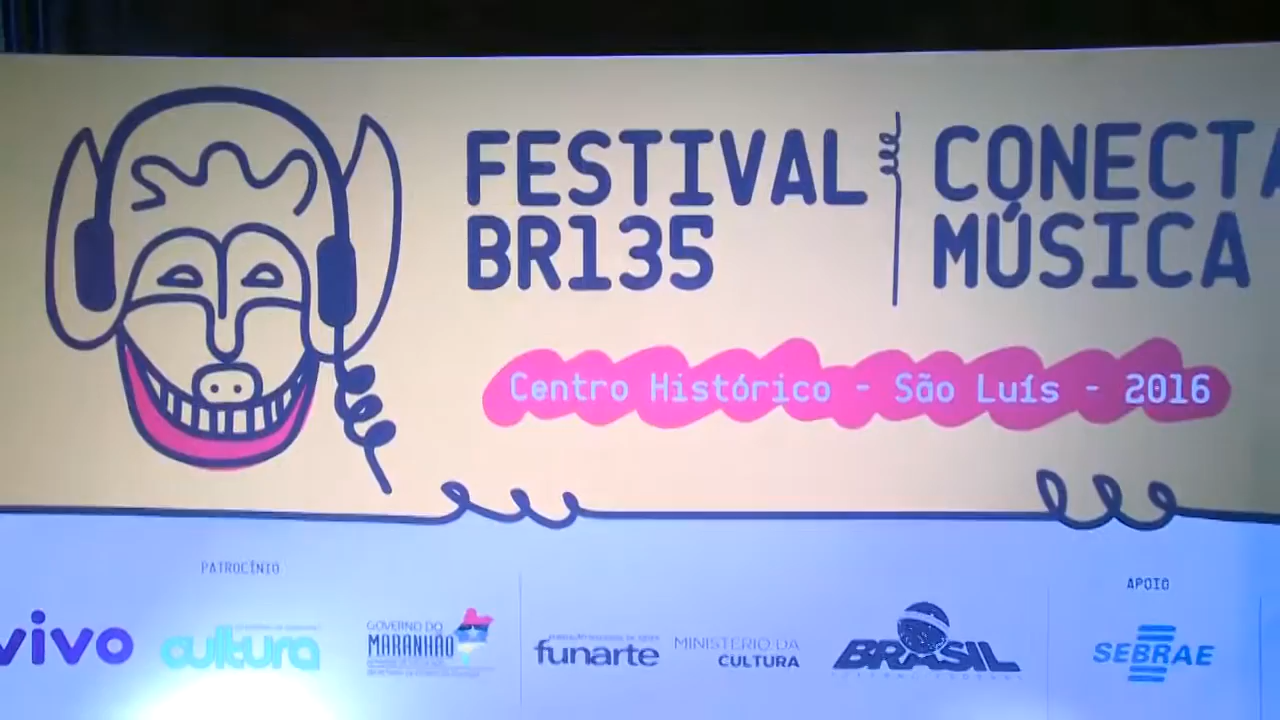 FESTIVAL
BR135
CONECTA
MÚSICA
Centro Histórico - São Luís - 2016
PATROCÍNIO
APOIO
vivo
cultura
GOVERNO DO
MARANHÃO
funarte
MINISTÉRIO DA
CULTURA
BRASIL
SEBRAE